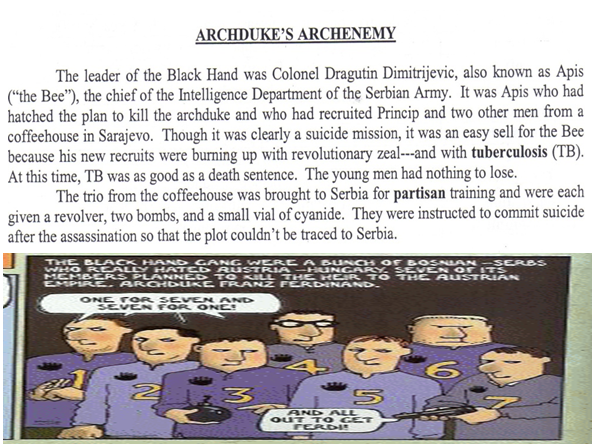 ARCHDUKE'S ARCHENEMY
The leader of the Black Hand was Colonel Dragutin Dimitrijevic, also known as Apis
("the Bee"), the chief of the Intelligence Department of the Serbian Army.  It was Apis who had
hatched the plan to kill the archduke and who had recruited Princip and two other men from a
coffeehouse in Sarajevo.  Though it was clearly a suicide mission, it was an easy sell for the Bee
because his new recruits were burning up with revolutionary zeal---and with tuberculosis (TB).
At this time, TB was as good as a death sentence.  The young men had nothing to lose.
The trio from the coffeehouse was brought to Serbia for partisan training and were each
given a revolver, two bombs, and a small vial of cyanide.  They were instructed to commit suicide
after the assassination so that the plot couldn't be traced to Serbia.
THE BLACK HAND GANG WERE A BUNCH OF BOSNIAN-SERBS
WHO REALLY HATED AUSTRIA-HUNGARY. SEVEN OF ITS
MEMBERS PLANNED TO KILL THE HEIR TO THE AUSTRIAN
EMPIRE. ARCHDUKE FRANZ FERDINAND.
ONE FOR SEVEN AND
SEVEN FOR ONE!
1
2
3
4
5
6
7
AND ALL
OUT TO GET
FERDI!